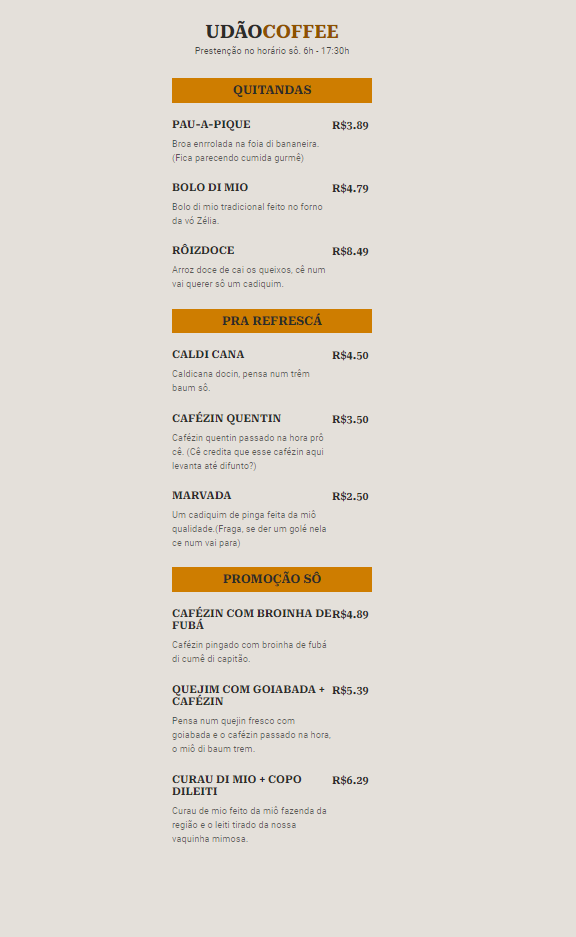 UDÃOCOFFEE
Prestenção no horário sô. 6h - 17:30h
QUITANDAS
PAU-A-PIQUE R$3.89
Broa enrrolada na foia di bananeira.
(Fica parecendo cumida gurmê)
BOLO DI MIO R$4.79
Bolo di mio tradicional feito no forno
da vó Zélia.
RÔIZDOCE R$8.49
Arroz doce de cai os queixos, cê num
vai querer sô um cadiquim.
PRA REFRESCÁ
CALDI CANA R$4.50
Caldicana docin, pensa num trêm
baum sô.
CAFÉZIN QUENTIN R$3.50
Cafézin quentin passado na hora prô
cê. (Cê credita que esse cafézin aqui
levanta até difunto?)
MARVADA R$2.50
Um cadiquim de pinga feita da miô
qualidade.(Fraga, se der um golé nela
ce num vai para)
PROMOÇÃO SÔ
CAFÉZIN COM BROINHA DE R$4.89
FUBÁ
Cafézin pingado com broinha de fubá
di cumê di capitão.
QUEJIM COM GOIABADA + R$5.39
CAFÉZIN
Pensa num quejin fresco com
goiabada e o cafézin passado na hora,
o miô di baum trem.
CURAU DI MIO + COPO R$6.29
DILEITI
Curau de mio feito da miô fazenda da
região e o leiti tirado da nossa
vaquinha mimosa.